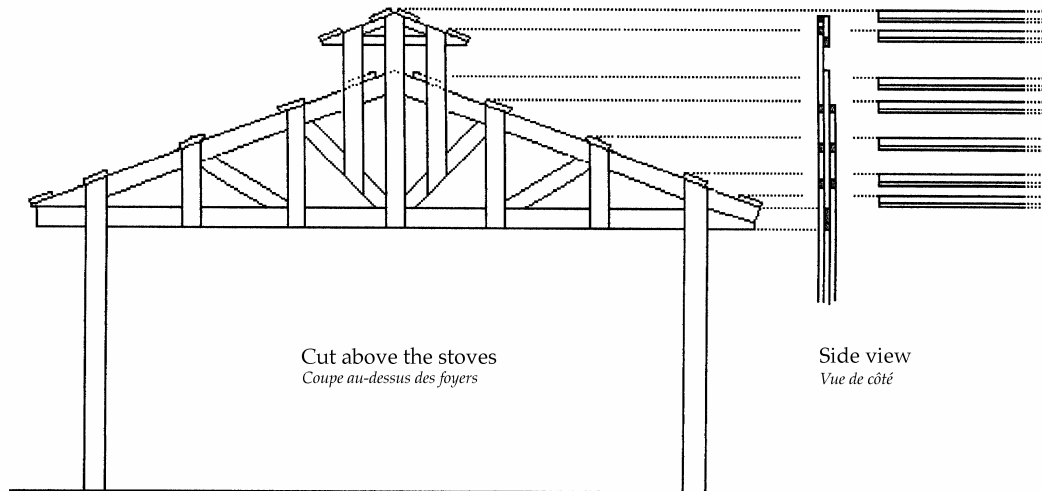 Cut above the stoves
Coupe au-dessus des foyers
Side view
Vue de côté